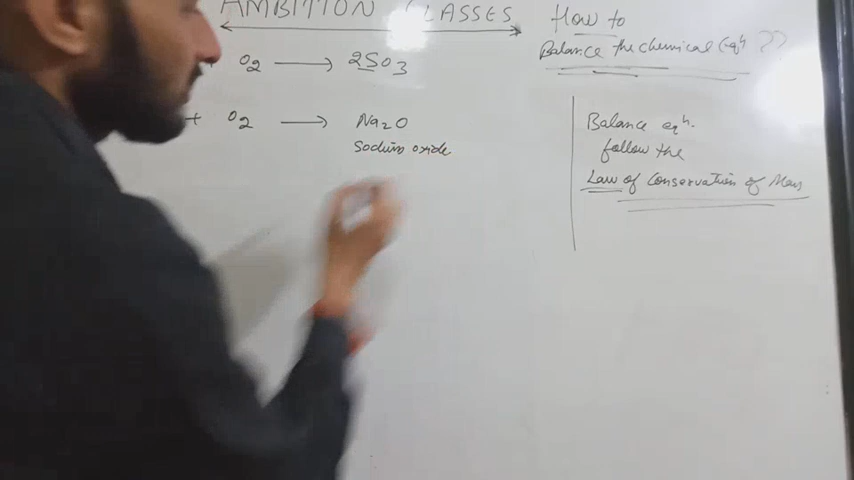 AMBITION CLASSES
How to
Balance the chemical Eqⁿ ??
+ O₂ ⟶ 2SO₃
+ O₂ ⟶ Na₂O
Sodium oxide
Balance eqⁿ.
follow the
Law of Conservation of Mass